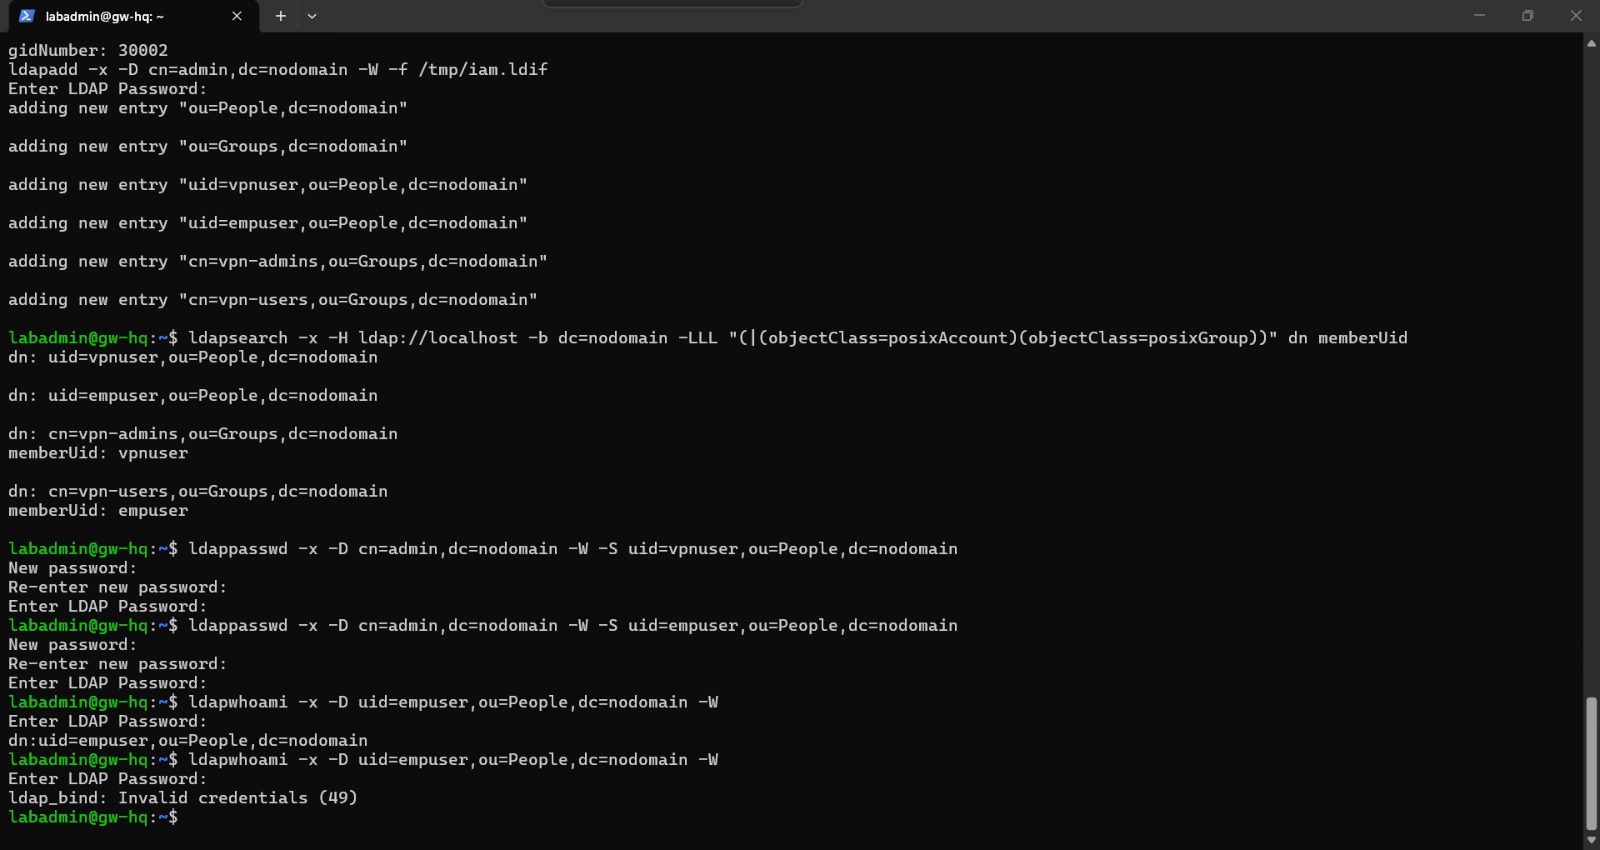 labadmin@gw-hq: ~
gidNumber: 30002
ldapadd -x -D cn=admin,dc=nodomain -W -f /tmp/iam.ldif
Enter LDAP Password:
adding new entry "ou=People,dc=nodomain"
adding new entry "ou=Groups,dc=nodomain"
adding new entry "uid=vpnuser,ou=People,dc=nodomain"
adding new entry "uid=empuser,ou=People,dc=nodomain"
adding new entry "cn=vpn-admins,ou=Groups,dc=nodomain"
adding new entry "cn=vpn-users,ou=Groups,dc=nodomain"
labadmin@gw-hq:~$ ldapsearch -x -H ldap://localhost -b dc=nodomain -LLL "(|(objectClass=posixAccount)(objectClass=posixGroup))" dn memberUid
dn: uid=vpnuser,ou=People,dc=nodomain
dn: uid=empuser,ou=People,dc=nodomain
dn: cn=vpn-admins,ou=Groups,dc=nodomain
memberUid: vpnuser
dn: cn=vpn-users,ou=Groups,dc=nodomain
memberUid: empuser
labadmin@gw-hq:~$ ldappasswd -x -D cn=admin,dc=nodomain -W -S uid=vpnuser,ou=People,dc=nodomain
New password:
Re-enter new password:
Enter LDAP Password:
labadmin@gw-hq:~$ ldappasswd -x -D cn=admin,dc=nodomain -W -S uid=empuser,ou=People,dc=nodomain
New password:
Re-enter new password:
Enter LDAP Password:
labadmin@gw-hq:~$ ldapwhoami -x -D uid=empuser,ou=People,dc=nodomain -W
Enter LDAP Password:
dn:uid=empuser,ou=People,dc=nodomain
labadmin@gw-hq:~$ ldapwhoami -x -D uid=empuser,ou=People,dc=nodomain -W
Enter LDAP Password:
ldap_bind: Invalid credentials (49)
labadmin@gw-hq:~$